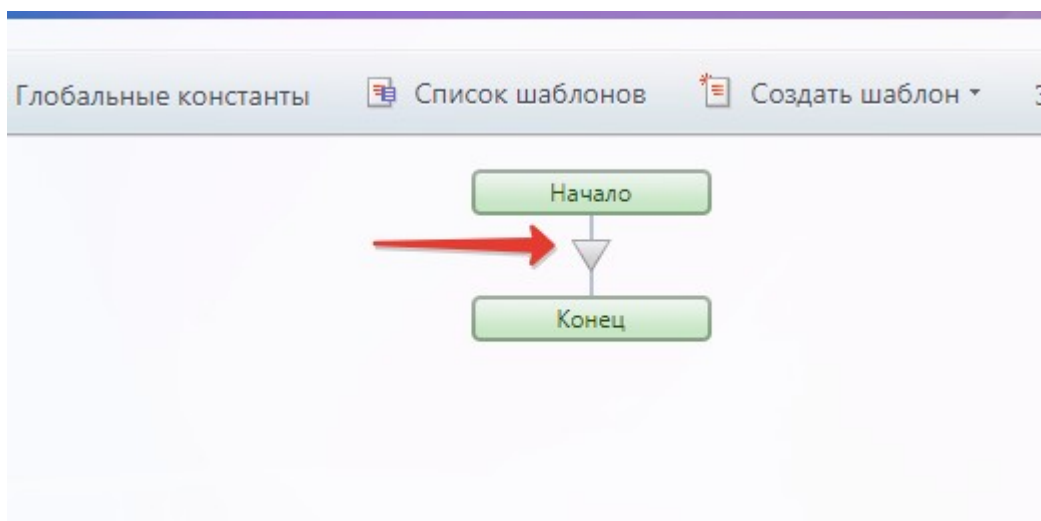 Глобальные константы Список шаблонов Создать шаблон
Начало
Конец